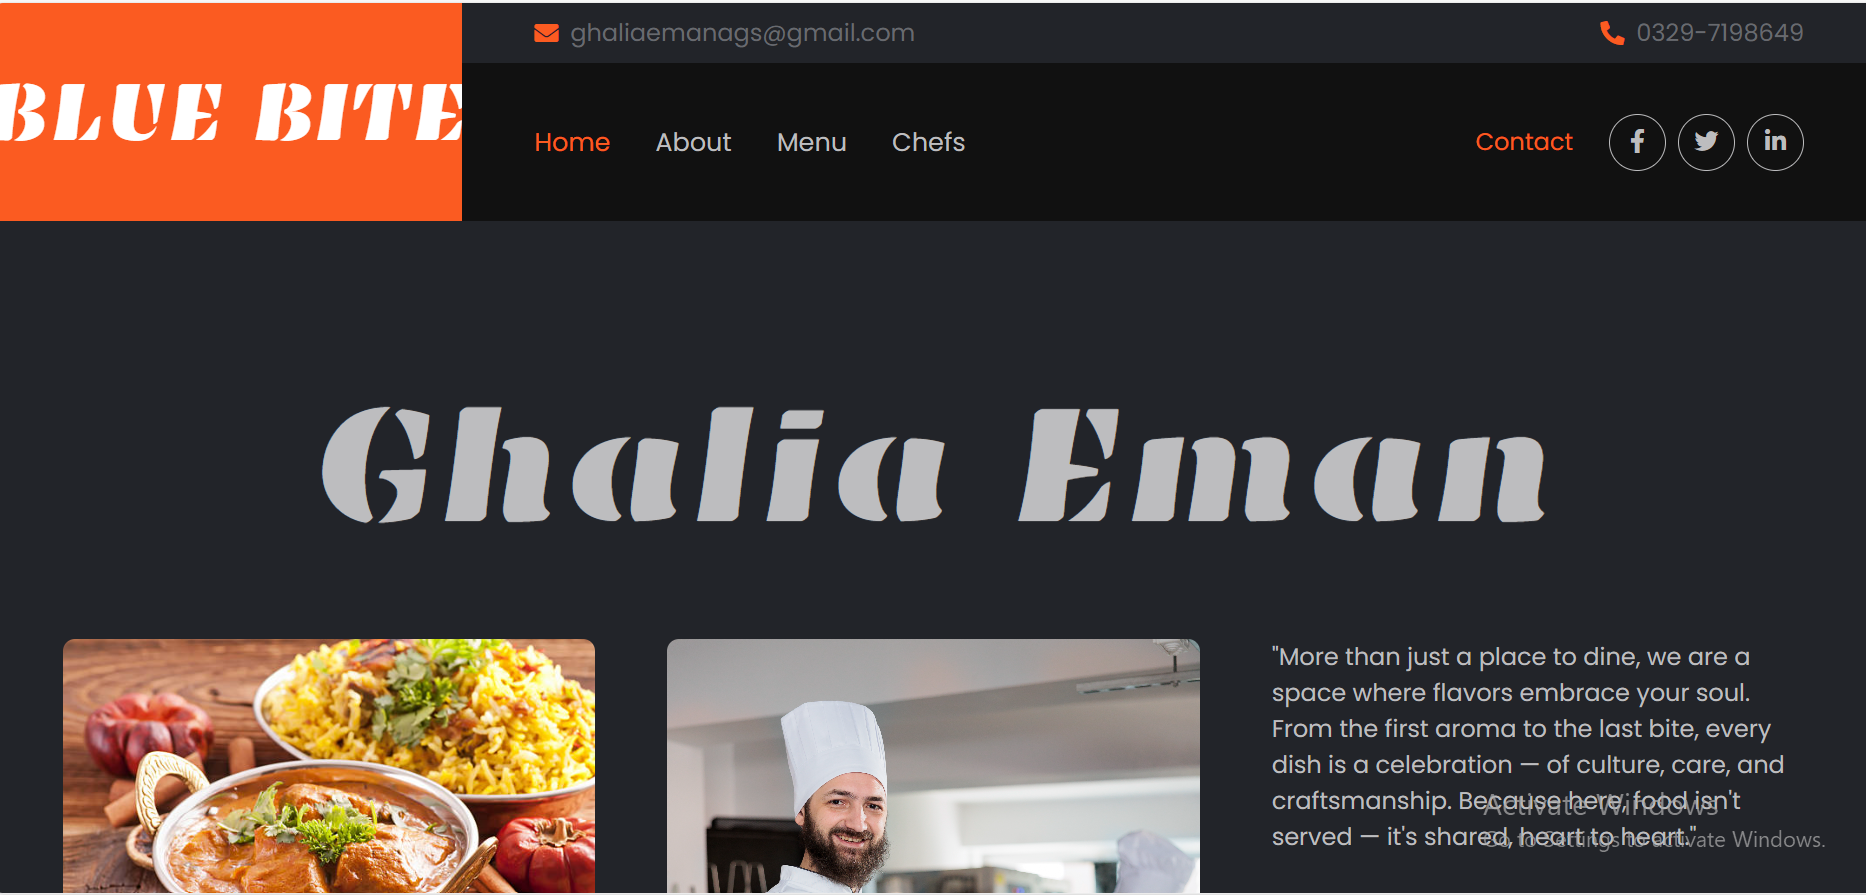 BLUE BITE
ghaliaemanags@gmail.com
0329-7198649
Home About Menu Chefs
Contact
Ghalia Eman
"More than just a place to dine, we are a
space where flavors embrace your soul.
From the first aroma to the last bite, every
dish is a celebration — of culture, care, and
craftsmanship. Because here, food isn't
served — it's shared, heart to heart."
Activate Windows
Go to Settings to activate Windows.